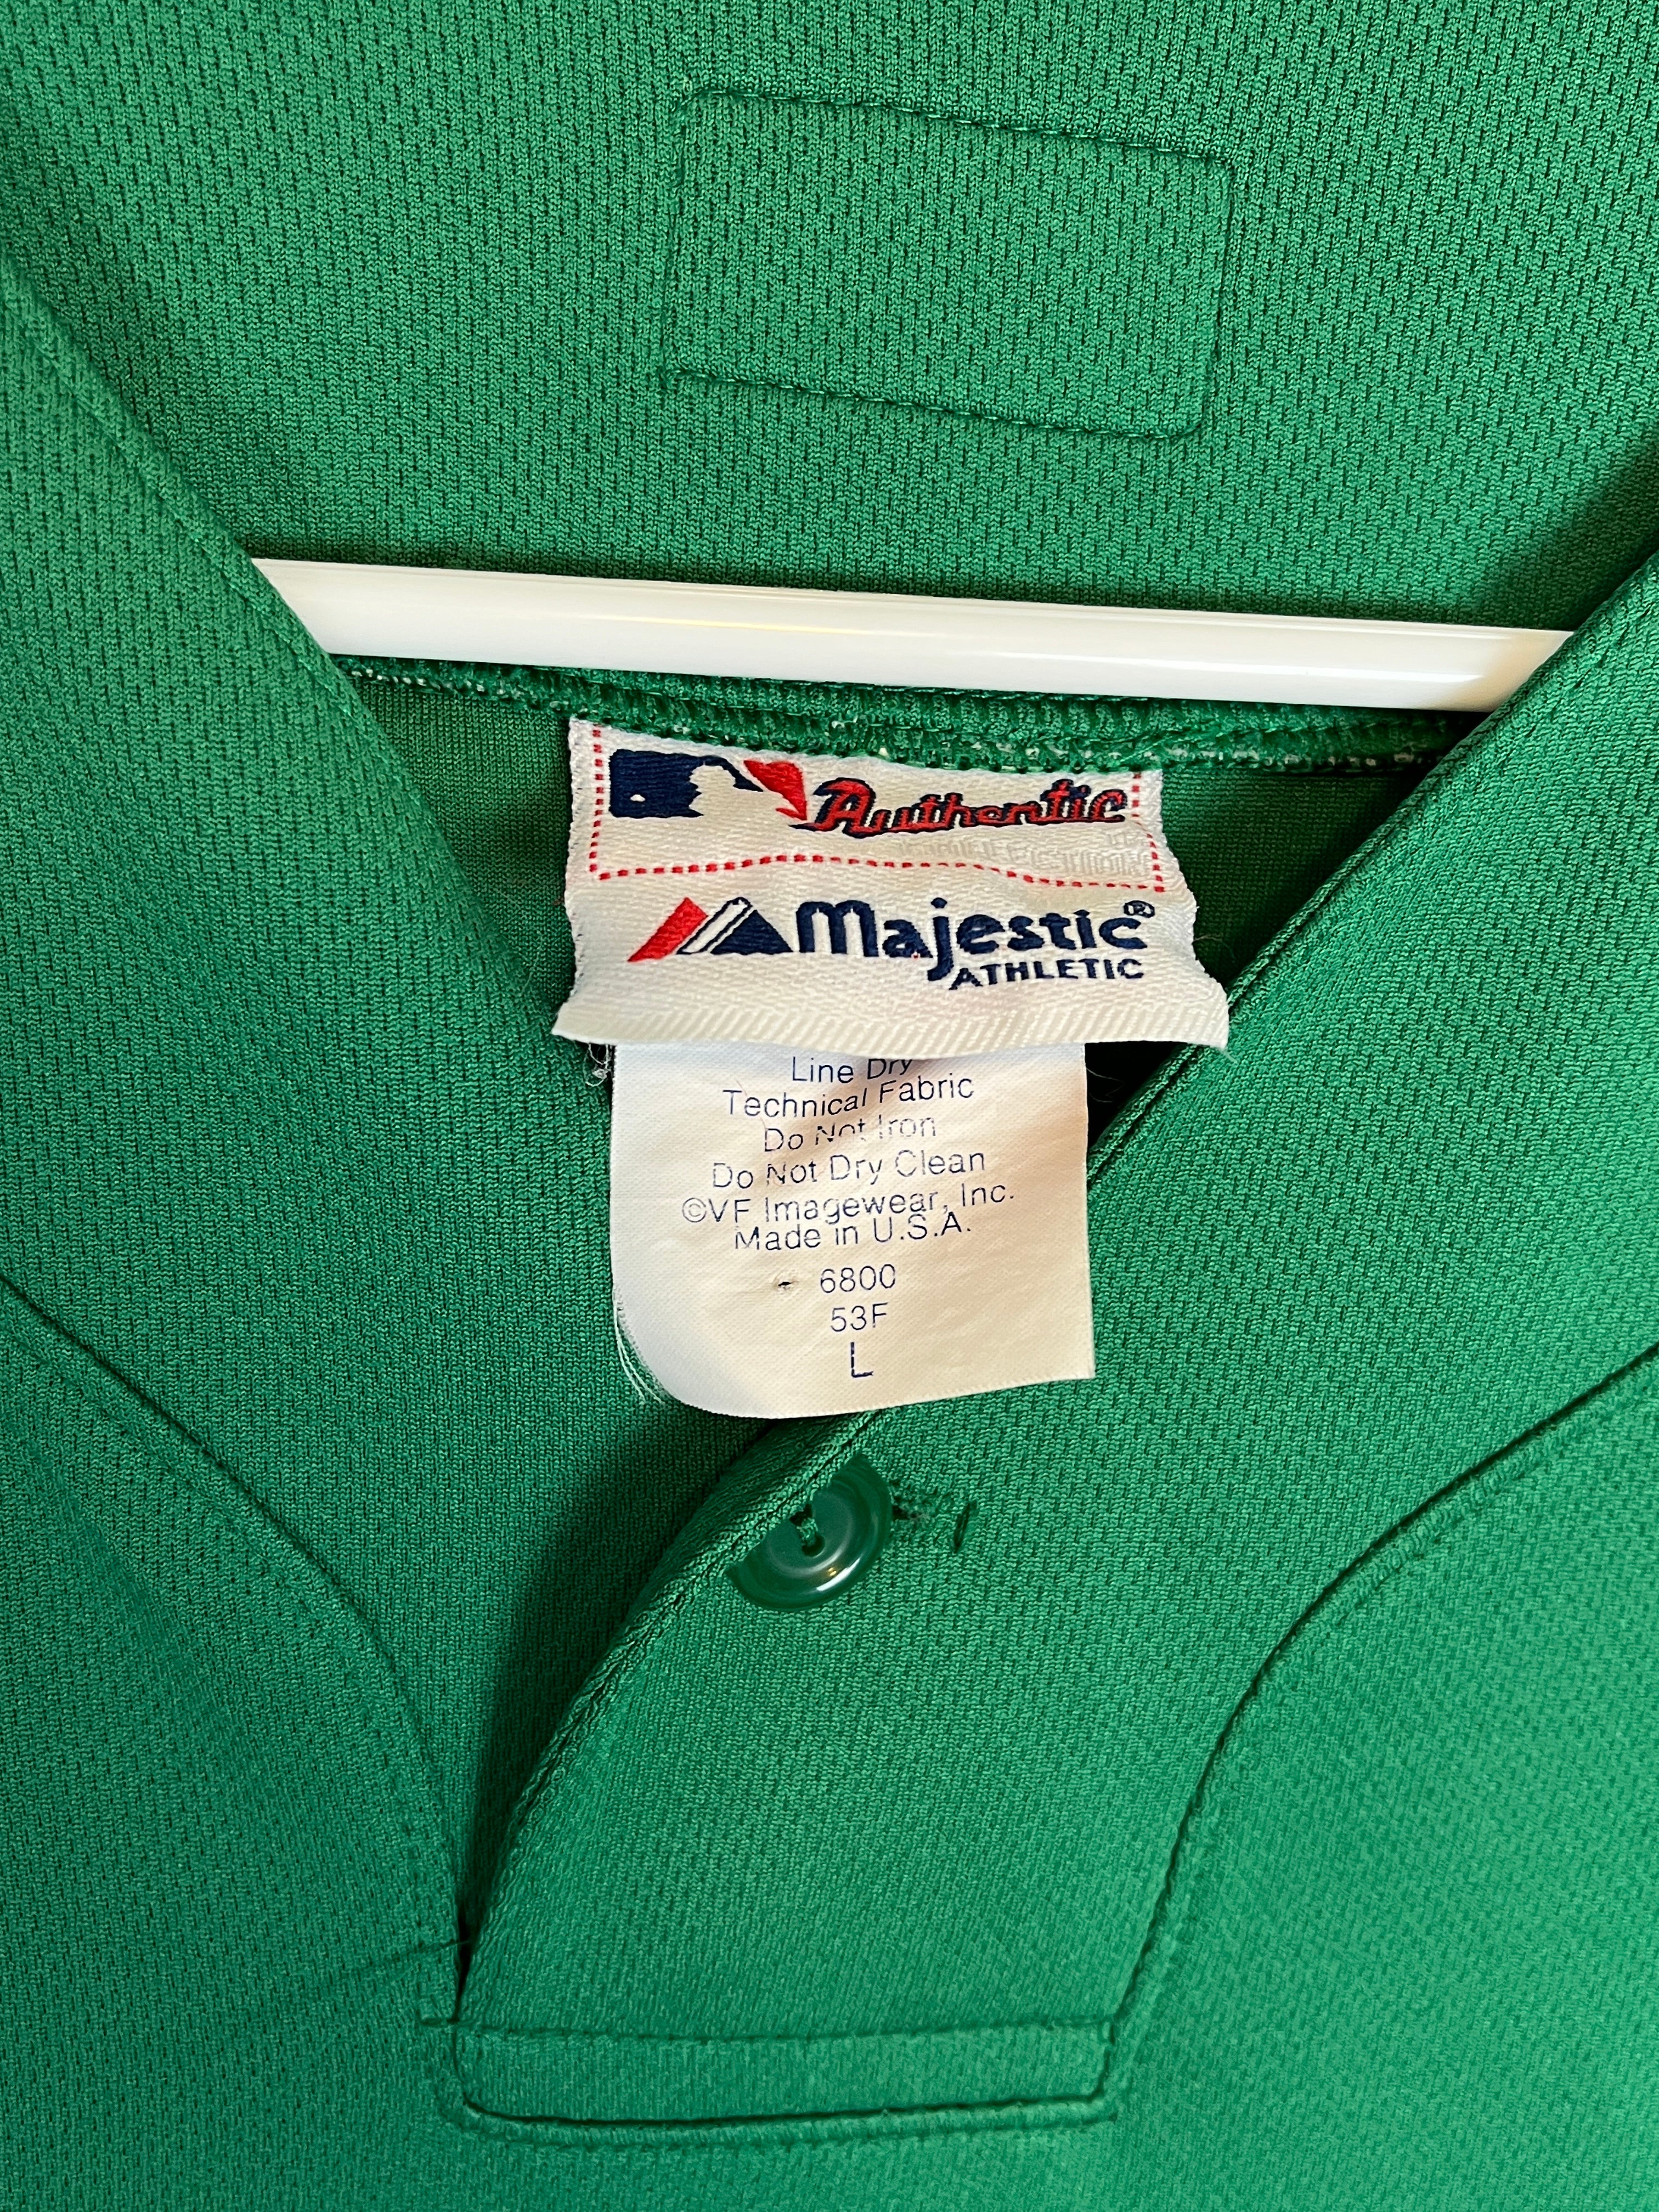 Authentic
COLLECTION™
Majestic®
ATHLETIC
Line Dry
Technical Fabric
Do Not Iron
Do Not Dry Clean
©VF Imagewear, Inc.
Made in U.S.A.
- 6800
53F
L